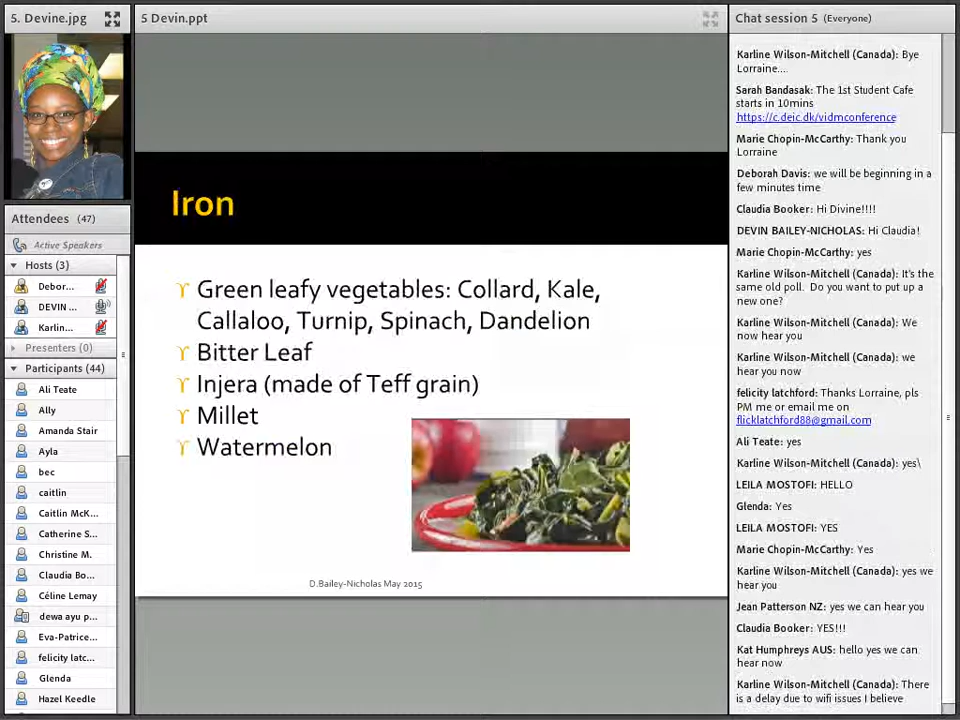 5. Devine.jpg
Attendees (47)
Active Speakers
Hosts (3)
Debor...
DEVIN ...
Karlin...
Presenters (0)
Participants (44)
Ali Teate
Ally
Amanda Stair
Ayla
bec
caitlin
Caitlin McK...
Catherine S...
Christine M.
Claudia Bo...
Céline Lemay
dewa ayu p...
Eva-Patrice...
felicity latc...
Glenda
Hazel Keedle
5 Devin.ppt
Iron
Green leafy vegetables: Collard, Kale,
Callaloo, Turnip, Spinach, Dandelion
Bitter Leaf
Injera (made of Teff grain)
Millet
Watermelon
D.Bailey-Nicholas May 2015
Chat session 5 (Everyone)
Karline Wilson-Mitchell (Canada): Bye
Lorraine....
Sarah Bandasak: The 1st Student Cafe
starts in 10mins
https://c.deic.dk/vidmconference
Marie Chopin-McCarthy: Thank you
Lorraine
Deborah Davis: we will be beginning in a
few minutes time
Claudia Booker: Hi Divine!!!!
DEVIN BAILEY-NICHOLAS: Hi Claudia!
Marie Chopin-McCarthy: yes
Karline Wilson-Mitchell (Canada): It's the
same old poll. Do you want to put up a
new one?
Karline Wilson-Mitchell (Canada): We
now hear you
Karline Wilson-Mitchell (Canada): we
hear you now
felicity latchford: Thanks Lorraine, pls
PM me or email me on
flicklatchford88@gmail.com
Ali Teate: yes
Karline Wilson-Mitchell (Canada): yes\
LEILA MOSTOFI: HELLO
Glenda: Yes
LEILA MOSTOFI: YES
Marie Chopin-McCarthy: Yes
Karline Wilson-Mitchell (Canada): yes we
hear you
Jean Patterson NZ: yes we can hear you
Claudia Booker: YES!!!
Kat Humphreys AUS: hello yes we can
hear now
Karline Wilson-Mitchell (Canada): There
is a delay due to wifi issues I believe